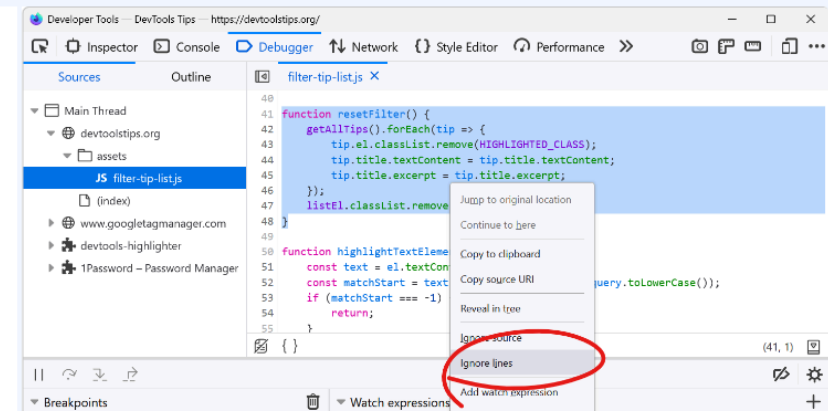 Developer Tools — DevTools Tips — https://devtoolstips.org/
Inspector Console Debugger Network {} Style Editor Performance
Sources Outline filter-tip-list.js
Main Thread
devtoolstips.org
assets
JS filter-tip-list.js
(index)
www.googletagmanager.com
devtools-highlighter
1Password – Password Manager
40
41 function resetFilter() {
42 getAllTips().forEach(tip => {
43 tip.el.classList.remove(HIGHLIGHTED_CLASS);
44 tip.title.textContent = tip.title.textContent;
45 tip.title.excerpt = tip.title.excerpt;
46 });
47 listEl.classList.remove
48 }
49
50 function highlightTextEleme
51 const text = el.textCon
52 const matchStart = text query.toLowerCase());
53 if (matchStart === -1)
54 return;
55 }
Jump to original location
Continue to here
Copy to clipboard
Copy source URI
Reveal in tree
Ignore source
Ignore lines
Add watch expression
{ } (41, 1)
Breakpoints Watch expressions